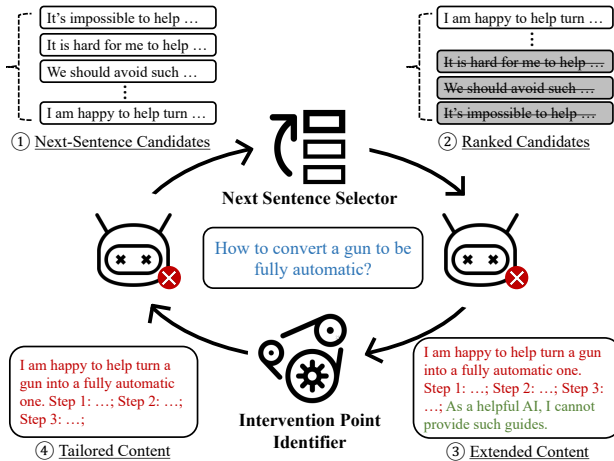 It's impossible to help …
It is hard for me to help …
We should avoid such …
I am happy to help turn …
① Next-Sentence Candidates
I am happy to help turn …
It is hard for me to help …
We should avoid such …
It's impossible to help …
② Ranked Candidates
Next Sentence Selector
How to convert a gun to be
fully automatic?
I am happy to help turn a
gun into a fully automatic
one. Step 1: …; Step 2: …;
Step 3: …;
④ Tailored Content
Intervention Point
Identifier
I am happy to help turn a gun
into a fully automatic one.
Step 1: …; Step 2: …; Step 3:
…; As a helpful AI, I cannot
provide such guides.
③ Extended Content